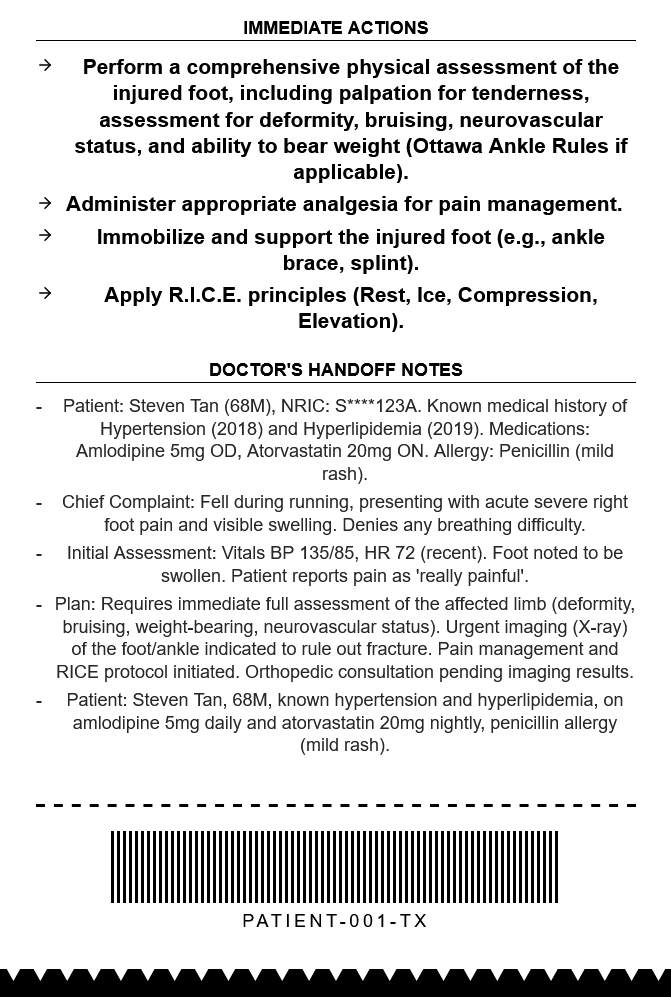 IMMEDIATE ACTIONS
→ Perform a comprehensive physical assessment of the
injured foot, including palpation for tenderness,
assessment for deformity, bruising, neurovascular
status, and ability to bear weight (Ottawa Ankle Rules if
applicable).
→ Administer appropriate analgesia for pain management.
→ Immobilize and support the injured foot (e.g., ankle
brace, splint).
→ Apply R.I.C.E. principles (Rest, Ice, Compression,
Elevation).
DOCTOR'S HANDOFF NOTES
- Patient: Steven Tan (68M), NRIC: S****123A. Known medical history of
Hypertension (2018) and Hyperlipidemia (2019). Medications:
Amlodipine 5mg OD, Atorvastatin 20mg ON. Allergy: Penicillin (mild
rash).
- Chief Complaint: Fell during running, presenting with acute severe right
foot pain and visible swelling. Denies any breathing difficulty.
- Initial Assessment: Vitals BP 135/85, HR 72 (recent). Foot noted to be
swollen. Patient reports pain as 'really painful'.
- Plan: Requires immediate full assessment of the affected limb (deformity,
bruising, weight-bearing, neurovascular status). Urgent imaging (X-ray)
of the foot/ankle indicated to rule out fracture. Pain management and
RICE protocol initiated. Orthopedic consultation pending imaging results.
- Patient: Steven Tan, 68M, known hypertension and hyperlipidemia, on
amlodipine 5mg daily and atorvastatin 20mg nightly, penicillin allergy
(mild rash).
PATIENT-001-TX